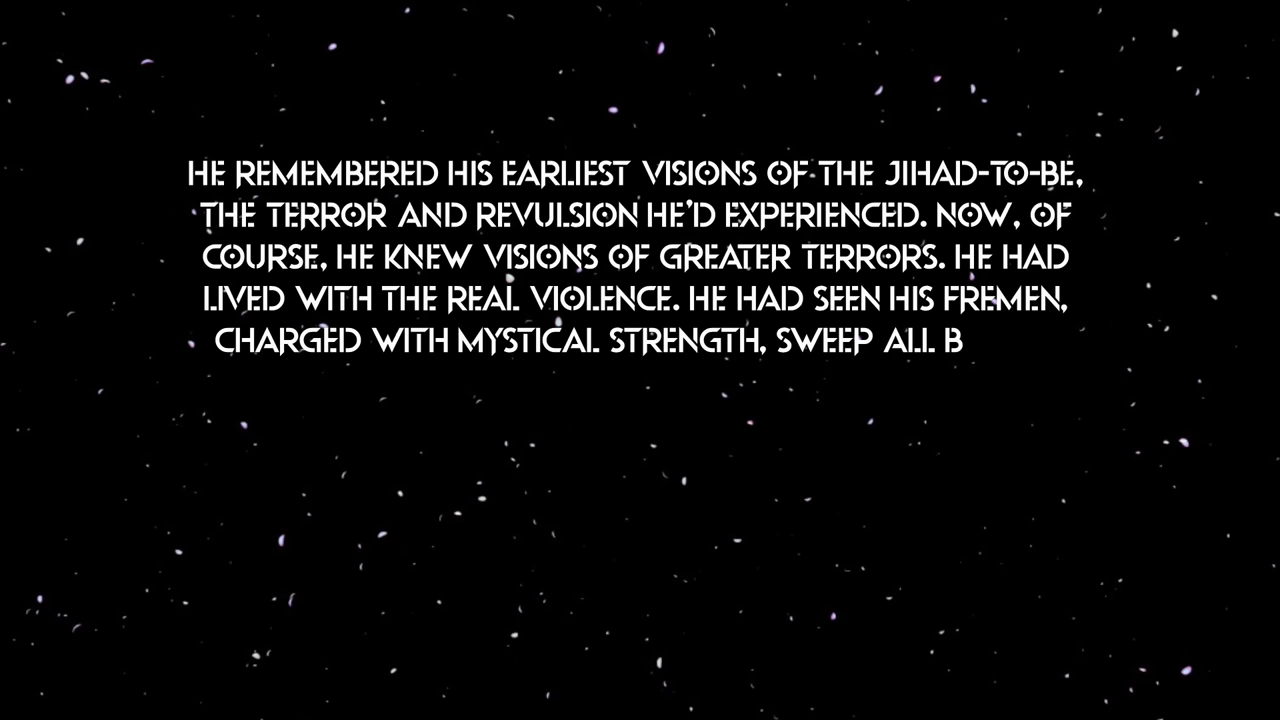 HE REMEMBERED HIS EARLIEST VISIONS OF THE JIHAD-TO-BE,
THE TERROR AND REVULSION HE'D EXPERIENCED. NOW, OF
COURSE, HE KNEW VISIONS OF GREATER TERRORS. HE HAD
LIVED WITH THE REAL VIOLENCE. HE HAD SEEN HIS FREMEN,
CHARGED WITH MYSTICAL STRENGTH, SWEEP ALL B